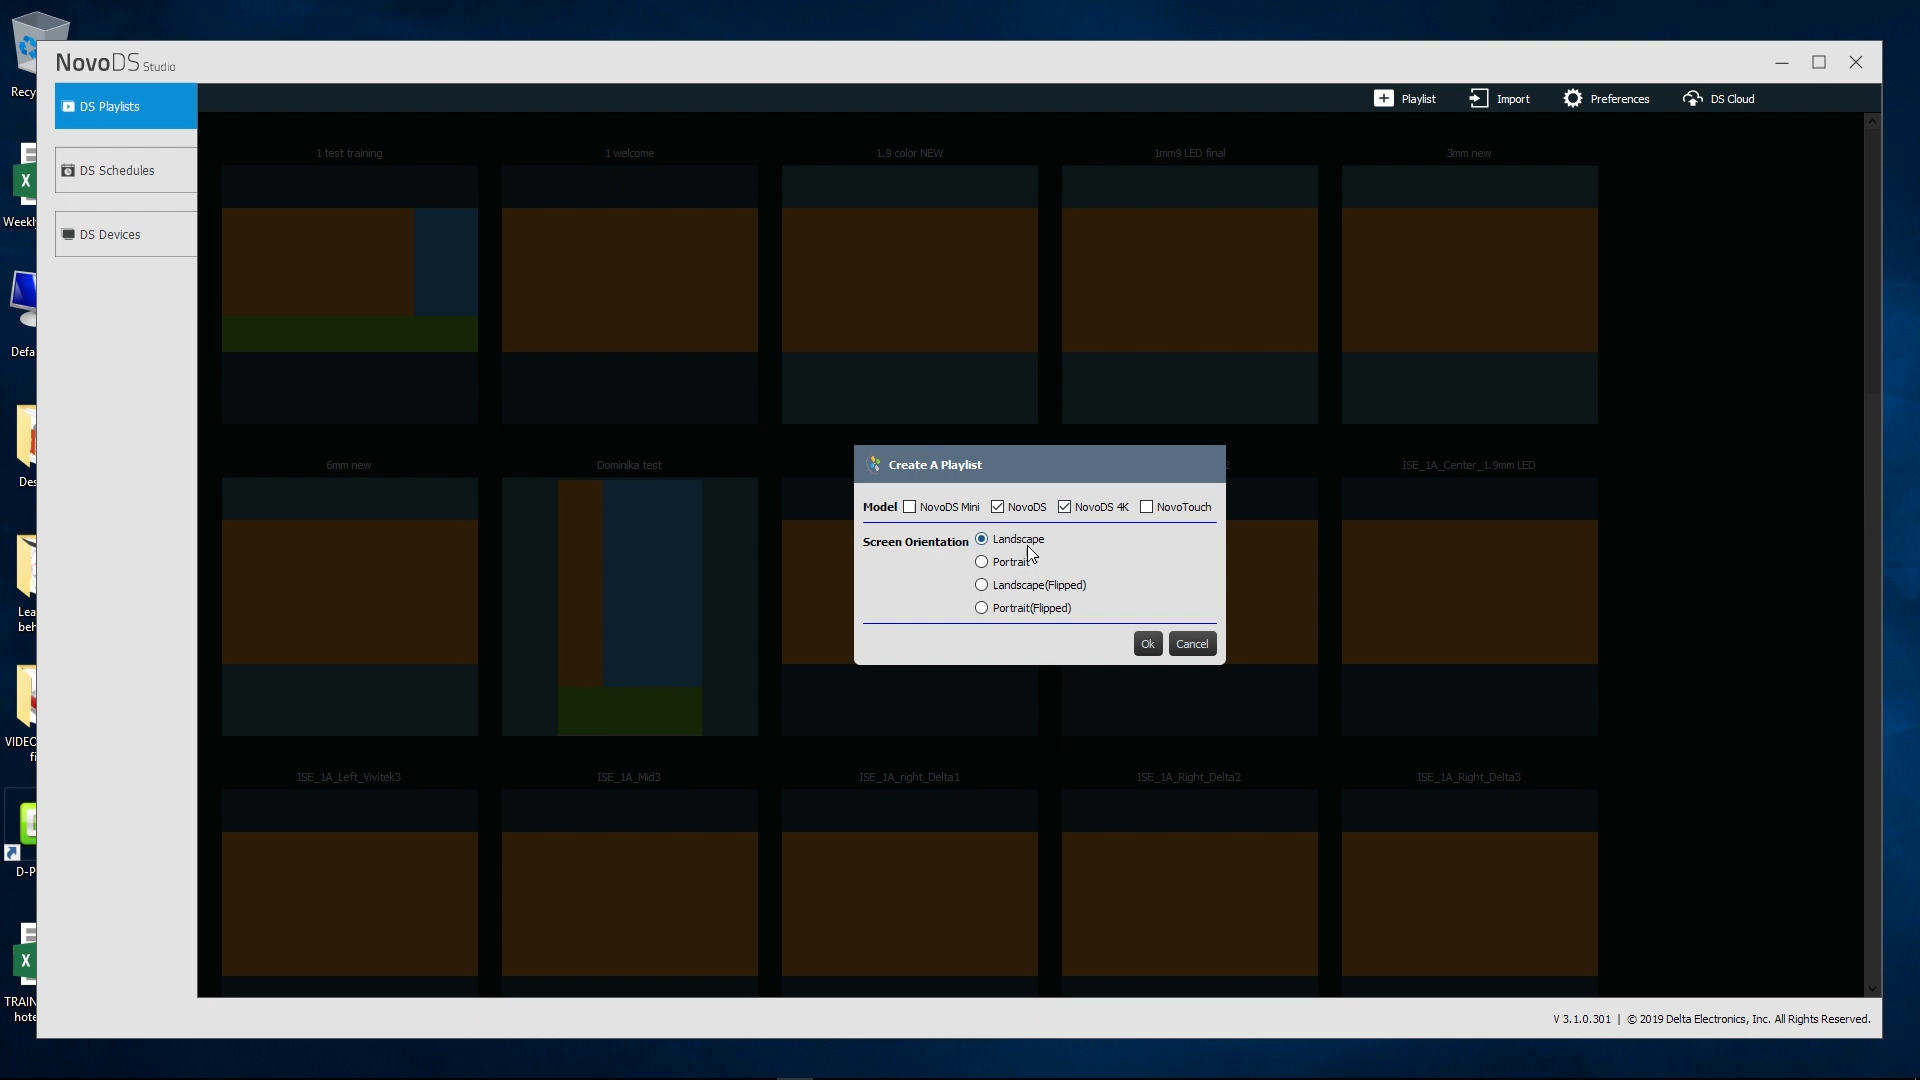 NovoDS Studio
Playlist
Import
Preferences
DS Cloud
DS Playlists
DS Schedules
DS Devices
1 test training
1 welcome
1.9 color NEW
1mm9 LED final
3mm new
6mm new
Dominika test
2
ISE_1A_Center_1.9mm LED
Create A Playlist
Model NovoDS Mini NovoDS NovoDS 4K NovoTouch
Screen Orientation Landscape
Portrait
Landscape(Flipped)
Portrait(Flipped)
Ok Cancel
ISE_1A_Left_Vivitek3
ISE_1A_Mid3
ISE_1A_right_Delta1
ISE_1A_Right_Delta2
ISE_1A_Right_Delta3
V 3.1.0.301 | © 2019 Delta Electronics, Inc. All Rights Reserved.
Recy
Weekly
Defa
Des
Lea
beh
VIDEO
fi
D-P
TRAIN
hote